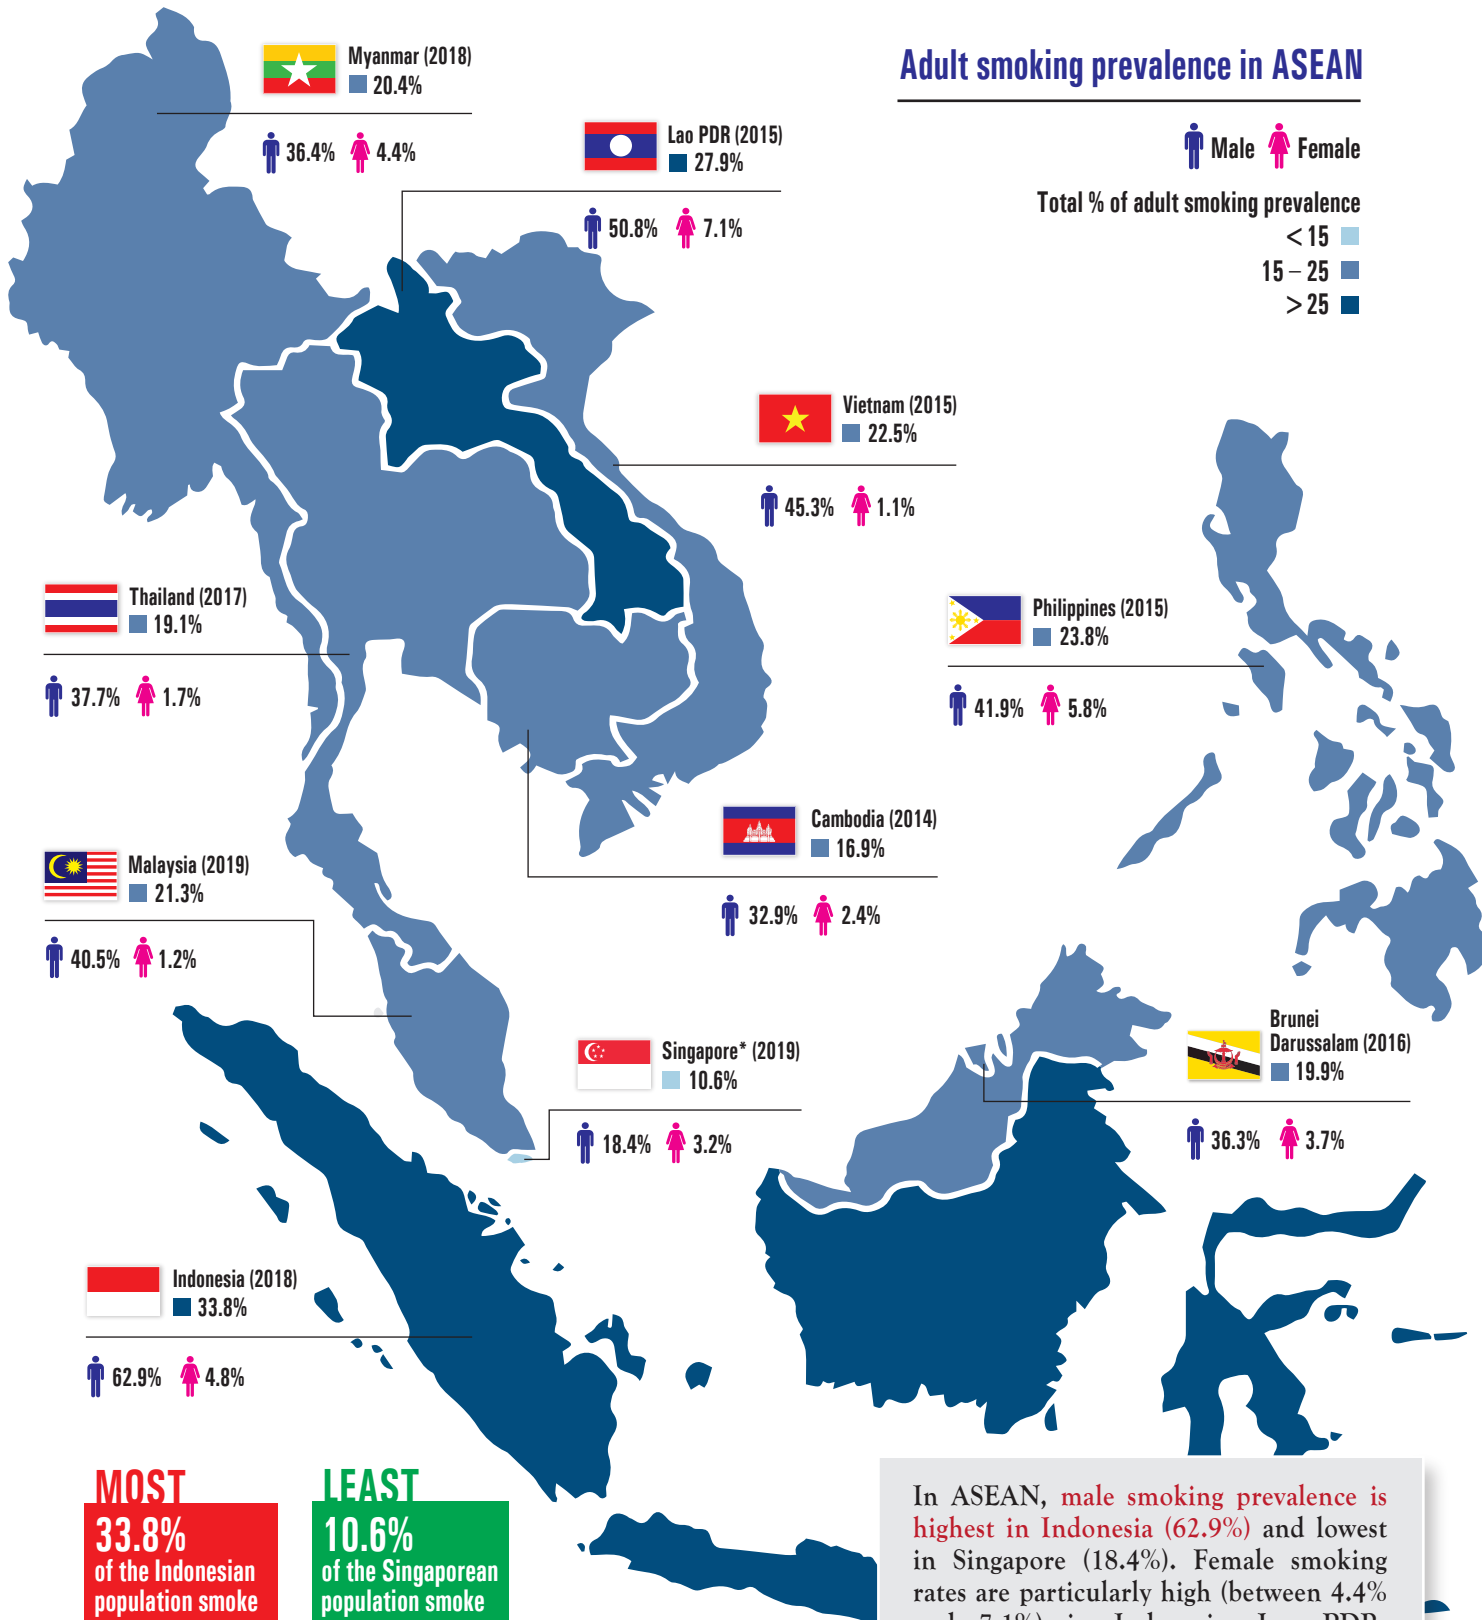 Adult smoking prevalence in ASEAN
Male Female
Total % of adult smoking prevalence
< 15
15 – 25
> 25
Myanmar (2018)
20.4%
36.4% 4.4%
Lao PDR (2015)
27.9%
50.8% 7.1%
Vietnam (2015)
22.5%
45.3% 1.1%
Thailand (2017)
19.1%
37.7% 1.7%
Philippines (2015)
23.8%
41.9% 5.8%
Cambodia (2014)
16.9%
32.9% 2.4%
Malaysia (2019)
21.3%
40.5% 1.2%
Singapore* (2019)
10.6%
18.4% 3.2%
Brunei
Darussalam (2016)
19.9%
36.3% 3.7%
Indonesia (2018)
33.8%
62.9% 4.8%
MOST
33.8%
of the Indonesian
population smoke
LEAST
10.6%
of the Singaporean
population smoke
In ASEAN, male smoking prevalence is
highest in Indonesia (62.9%) and lowest
in Singapore (18.4%). Female smoking
rates are particularly high (between 4.4%
and 7.1%) in Indonesia, Lao PDR,